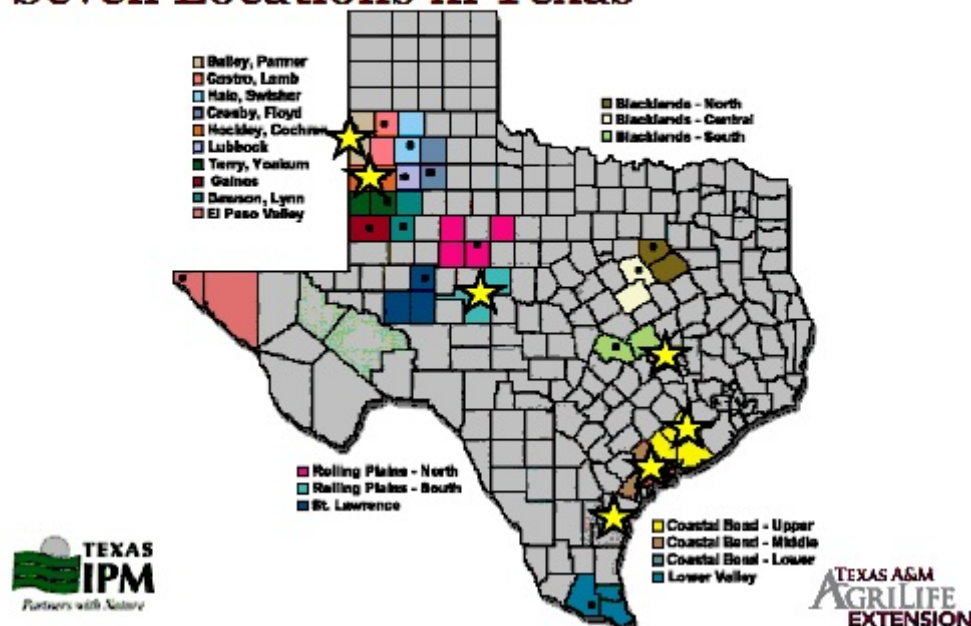 Seven Locations in Texas
Bailey, Parmer
Castro, Lamb
Hale, Swisher
Crosby, Floyd
Hockley, Cochran
Lubbock
Terry, Yoakum
Gaines
Dawson, Lynn
El Paso Valley
Blacklands - North
Blacklands - Central
Blacklands - South
Rolling Plains - North
Rolling Plains - South
St. Lawrence
Coastal Bend - Upper
Coastal Bend - Middle
Coastal Bend - Lower
Lower Valley
TEXAS
IPM
Partners with Nature
TEXAS A&M
AGRILIFE
EXTENSION